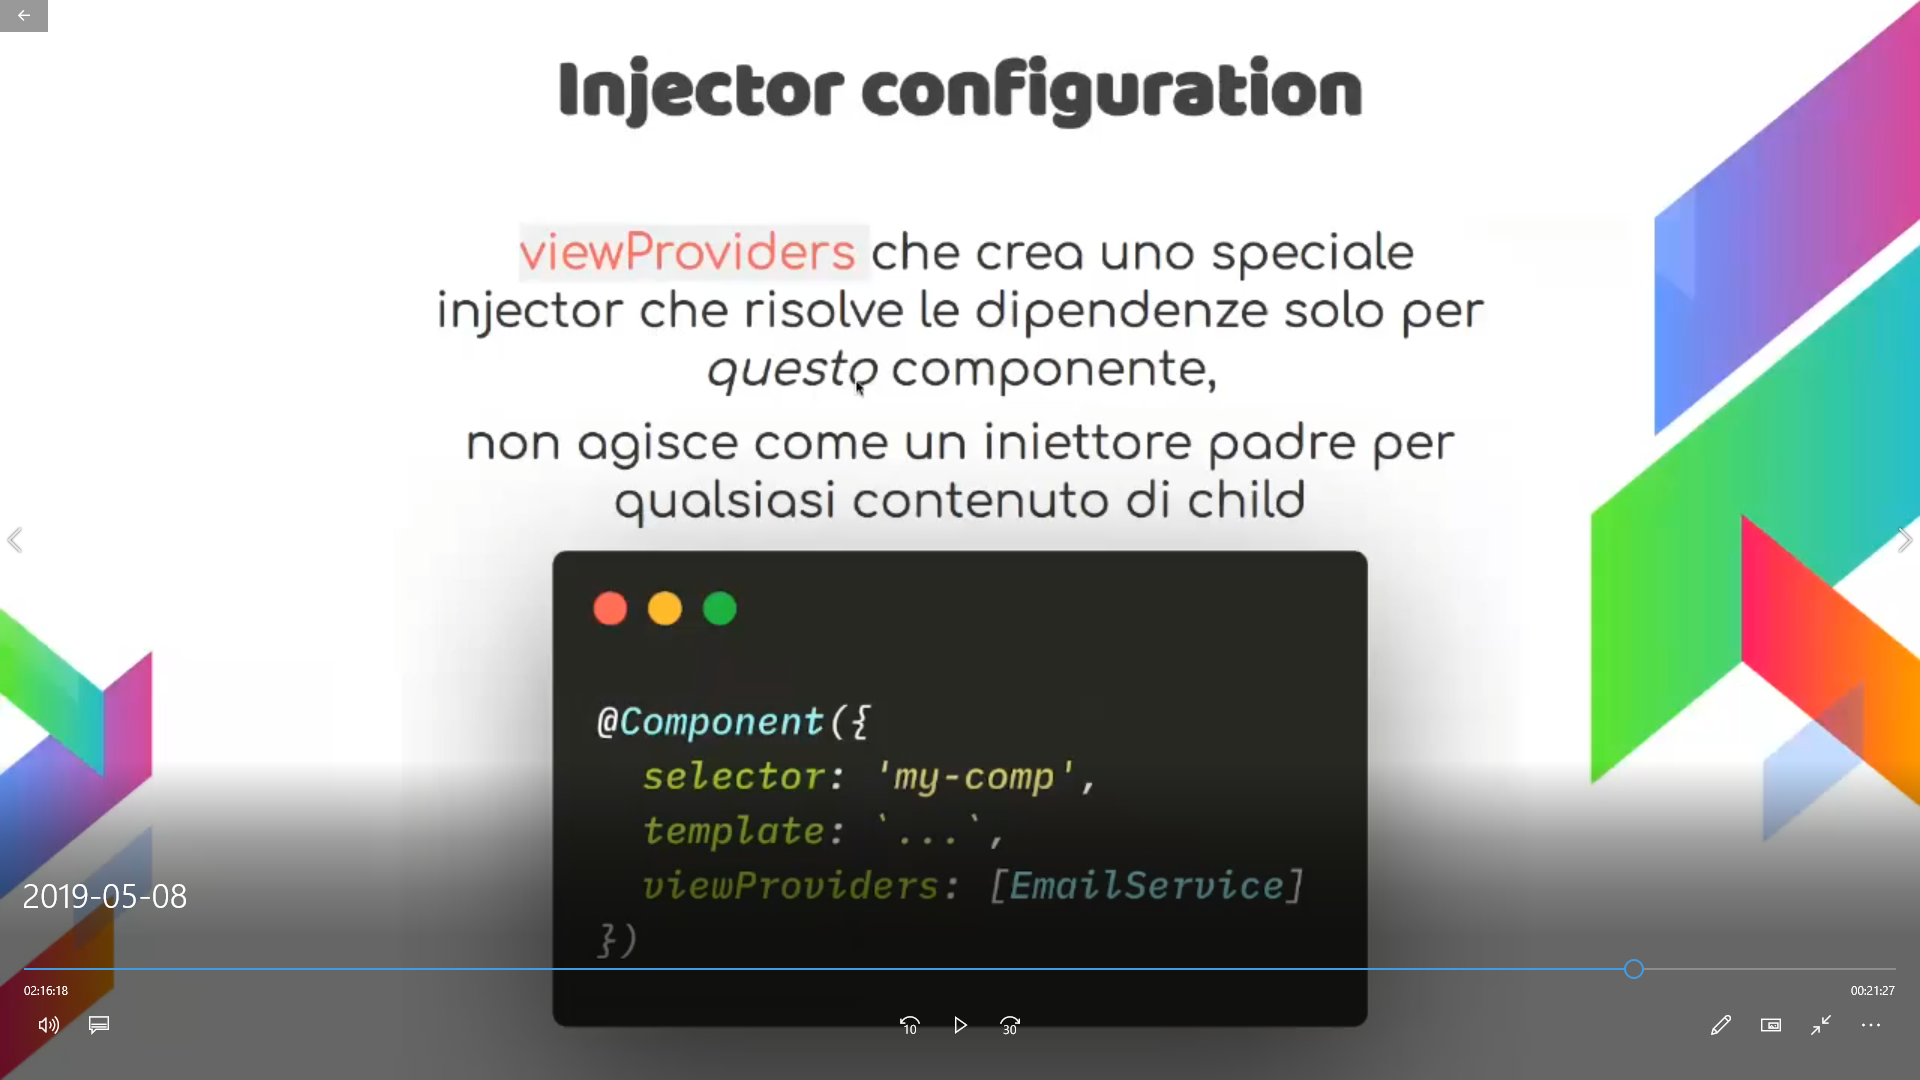 Injector configuration
viewProviders che crea uno speciale
injector che risolve le dipendenze solo per
questo componente,
non agisce come un iniettore padre per
qualsiasi contenuto di child
@Component({
selector: 'my-comp',
template: `...`,
viewProviders: [EmailService]
})
2019-05-08
02:16:18
00:21:27
10
30